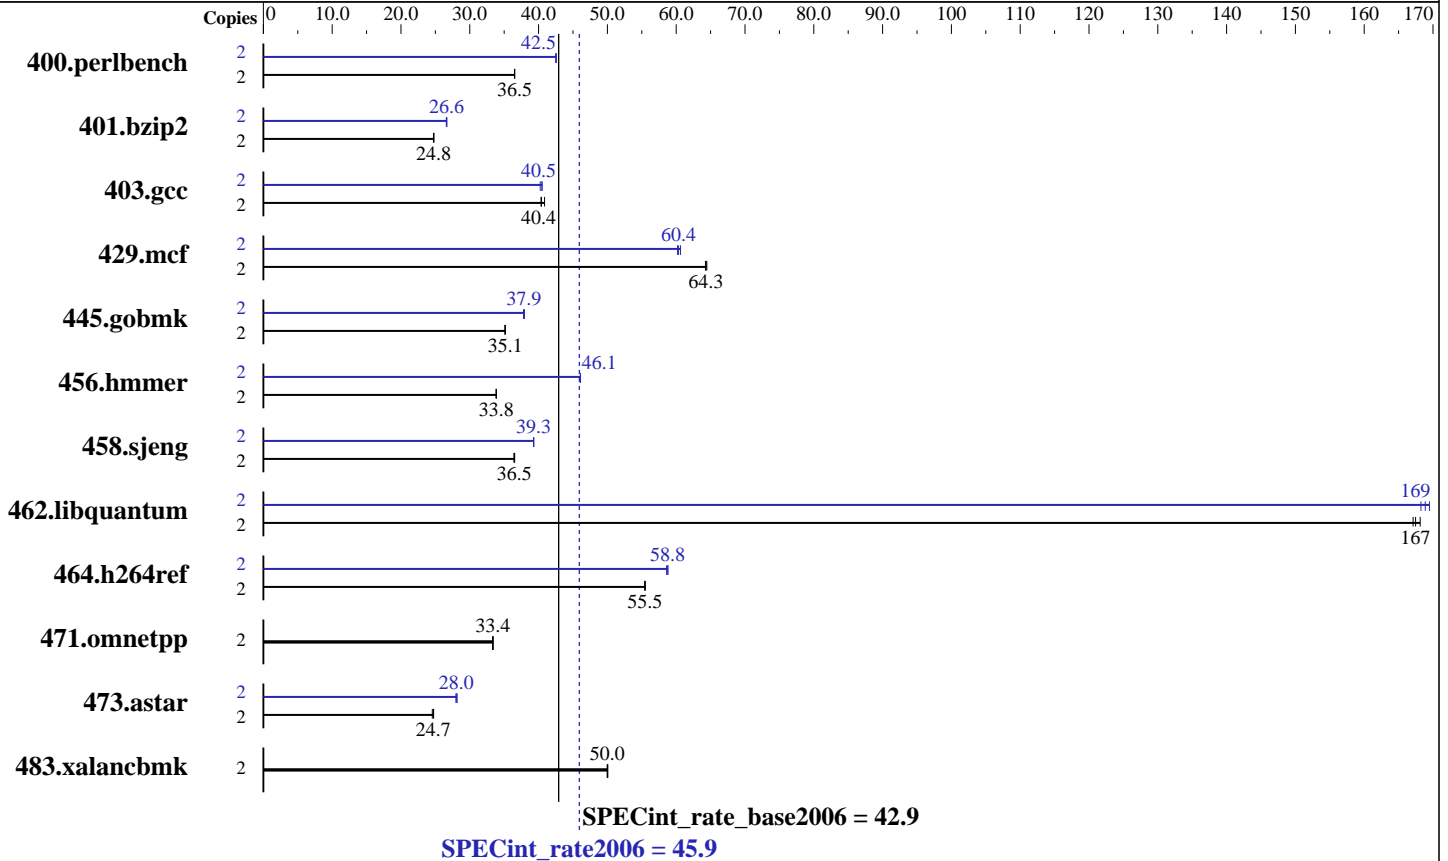 Copies 0 10.0 20.0 30.0 40.0 50.0 60.0 70.0 80.0 90.0 100 110 120 130 140 150 160 170
42.5
400.perlbench 2
2
36.5
26.6
401.bzip2 2
2
24.8
40.5
403.gcc 2
2
40.4
60.4
429.mcf 2
2
64.3
37.9
445.gobmk 2
2
35.1
46.1
456.hmmer 2
2
33.8
39.3
458.sjeng 2
2
36.5
169
462.libquantum 2
2
167
58.8
464.h264ref 2
2
55.5
33.4
471.omnetpp 2
28.0
473.astar 2
2
24.7
50.0
483.xalancbmk 2
SPECint_rate_base2006 = 42.9
SPECint_rate2006 = 45.9